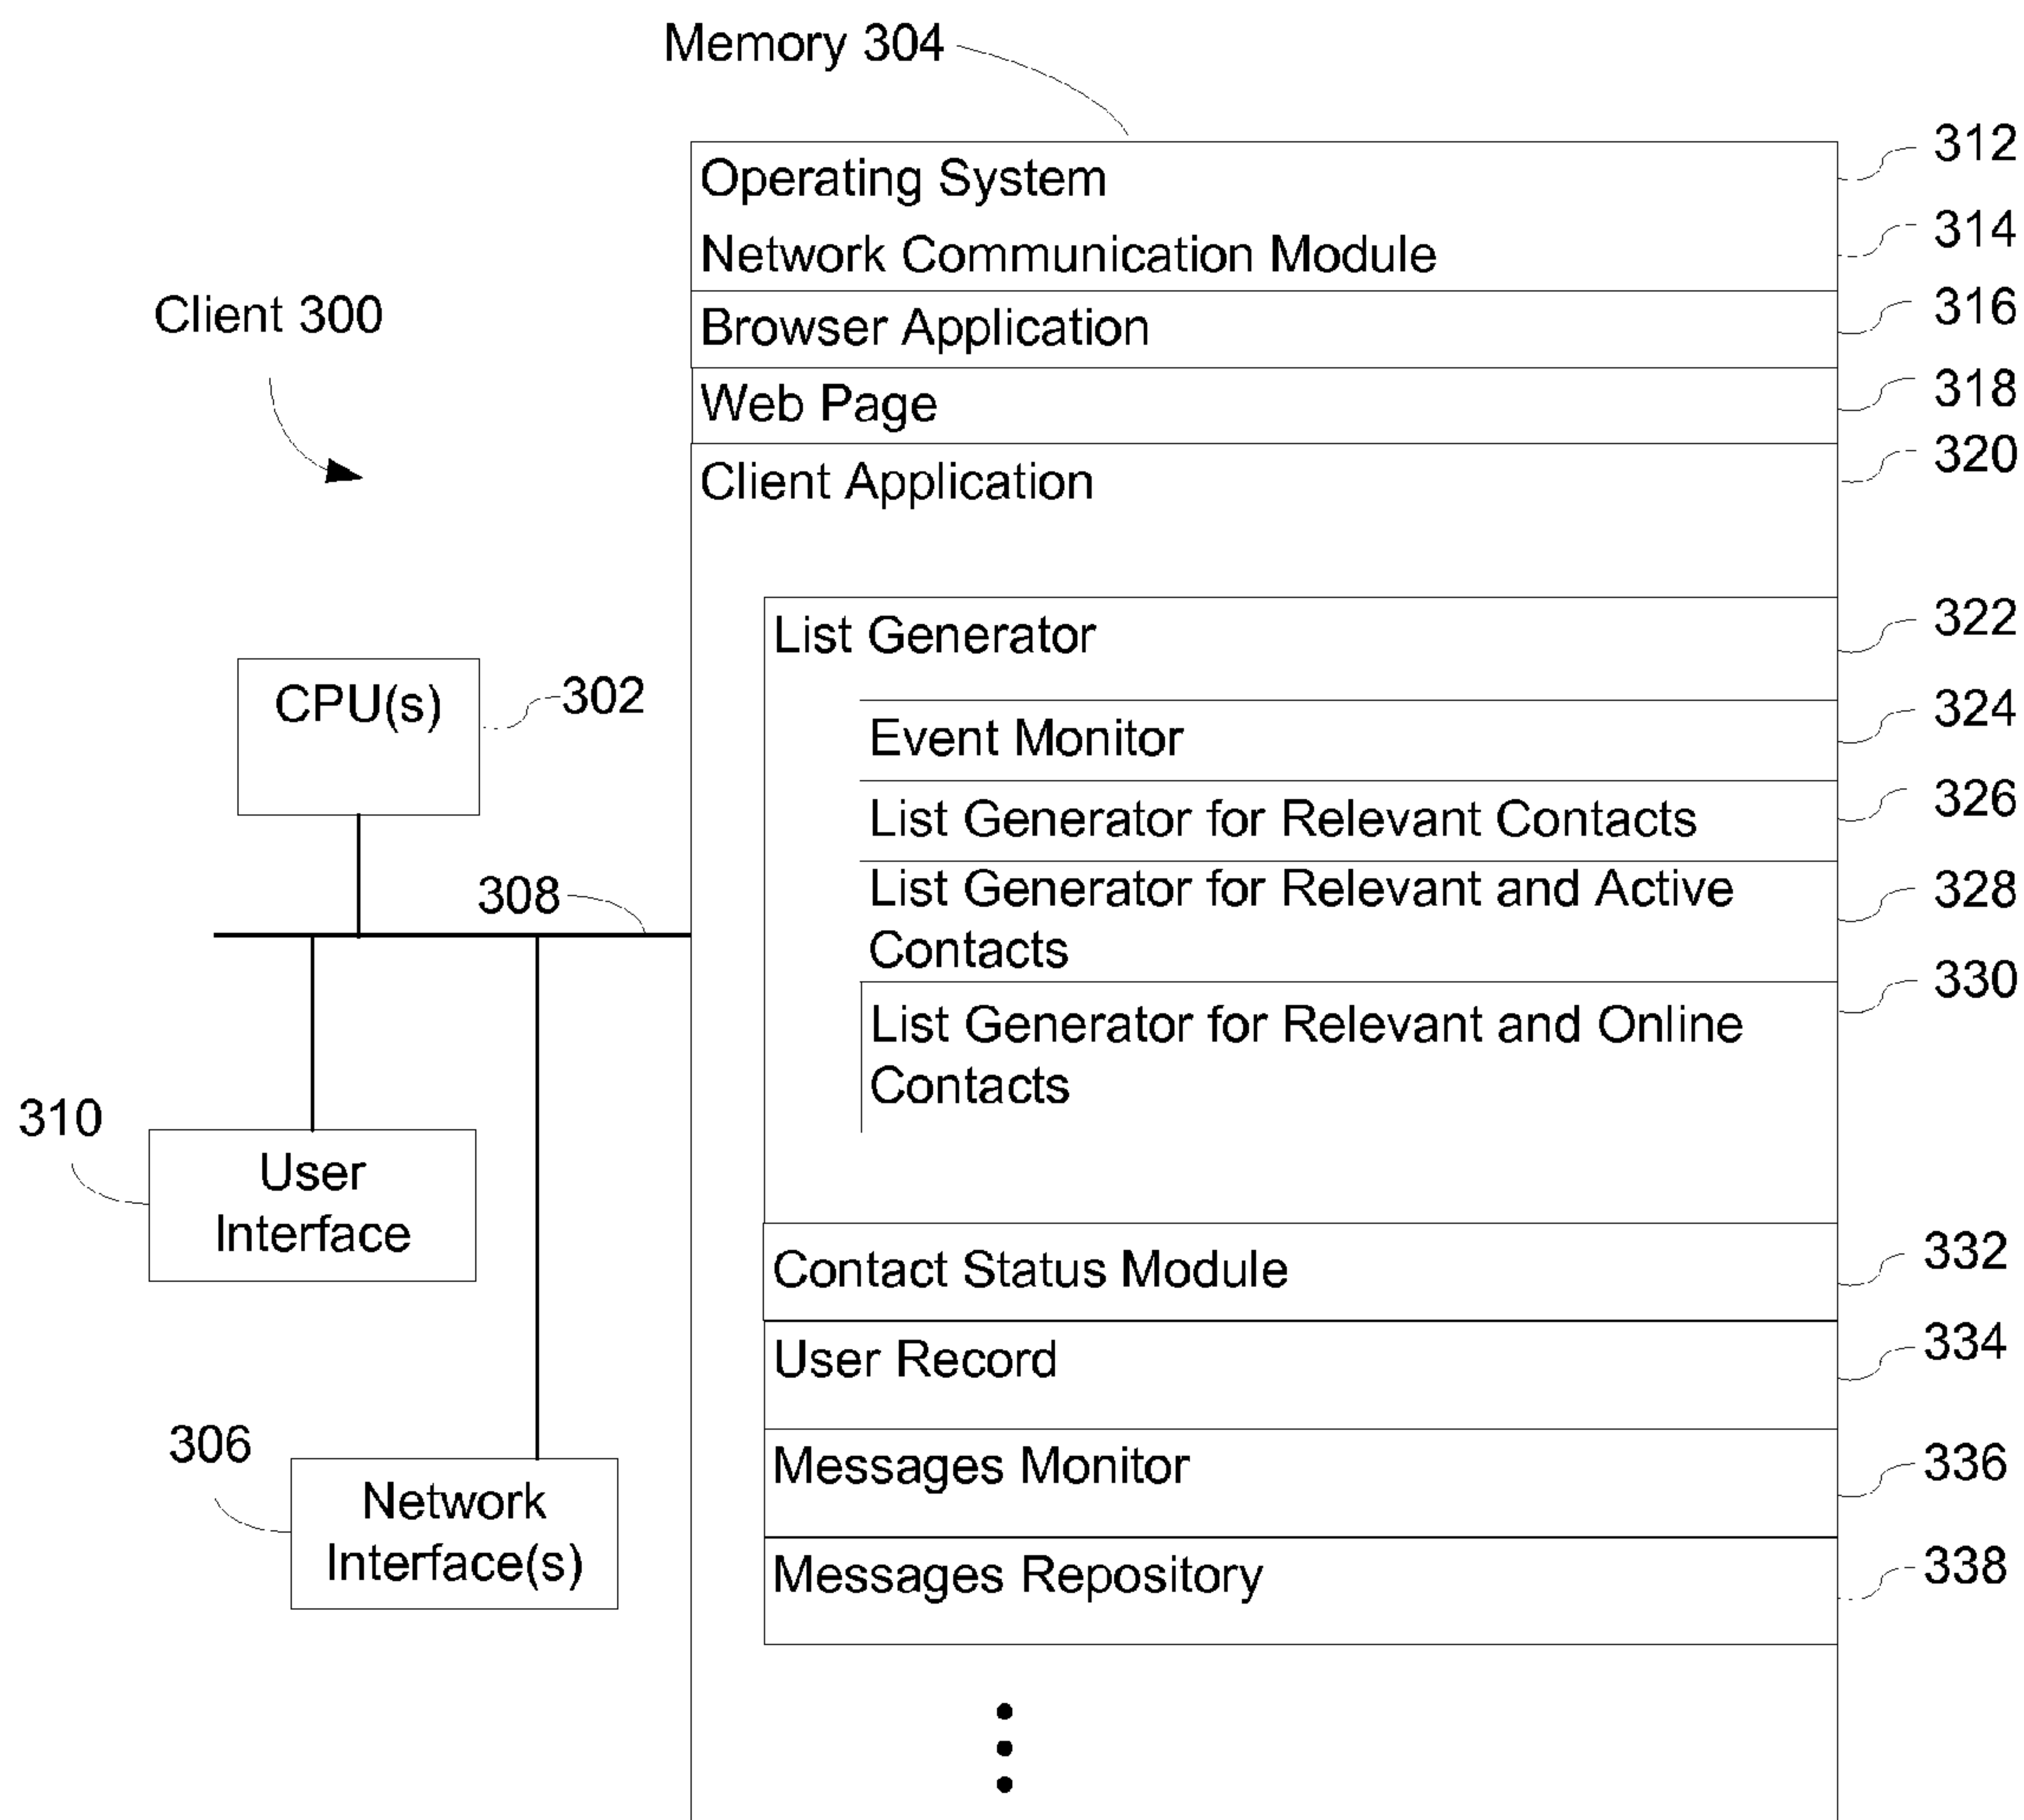 Memory 304
Operating System
312
Network Communication Module
314
Client 300
Browser Application
316
Web Page
318
Client Application
320
List Generator
322
CPU(s)
302
Event Monitor
324
List Generator for Relevant Contacts
326
308
List Generator for Relevant and Active
Contacts
328
List Generator for Relevant and Online
Contacts
330
310
User
Interface
Contact Status Module
332
User Record
334
306
Network
Interface(s)
Messages Monitor
336
Messages Repository
338